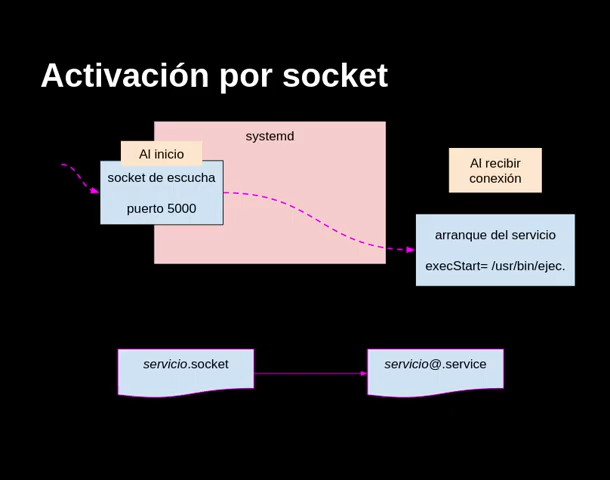 Activación por socket
systemd
Al inicio
socket de escucha
puerto 5000
Al recibir
conexión
arranque del servicio
execStart= /usr/bin/ejec.
servicio.socket
servicio@.service